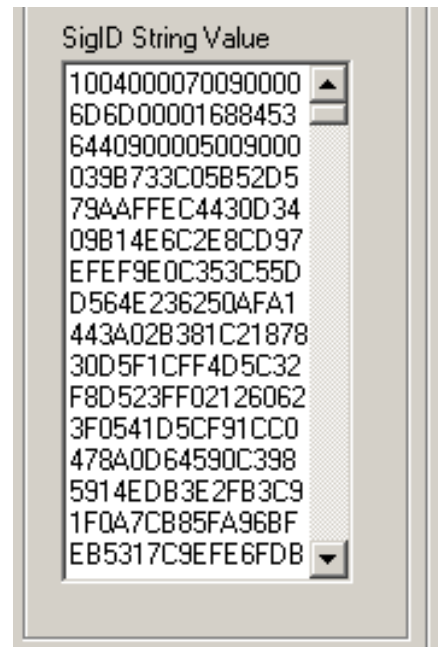 SigID String Value
1004000070090000
6D6D00001688453
6440900005009000
039B733C05B52D5
79AAFFEC4430D34
09B14E6C2E8CD97
EFEF9E0C353C55D
D564E236250AFA1
443A02B381C21878
30D5F1CFF4D5C32
F8D523FF02126062
3F0541D5CF91CC0
478A0D64590C398
5914EDB3E2FB3C9
1F0A7CB85FA96BF
EB5317C9EFE6FDB